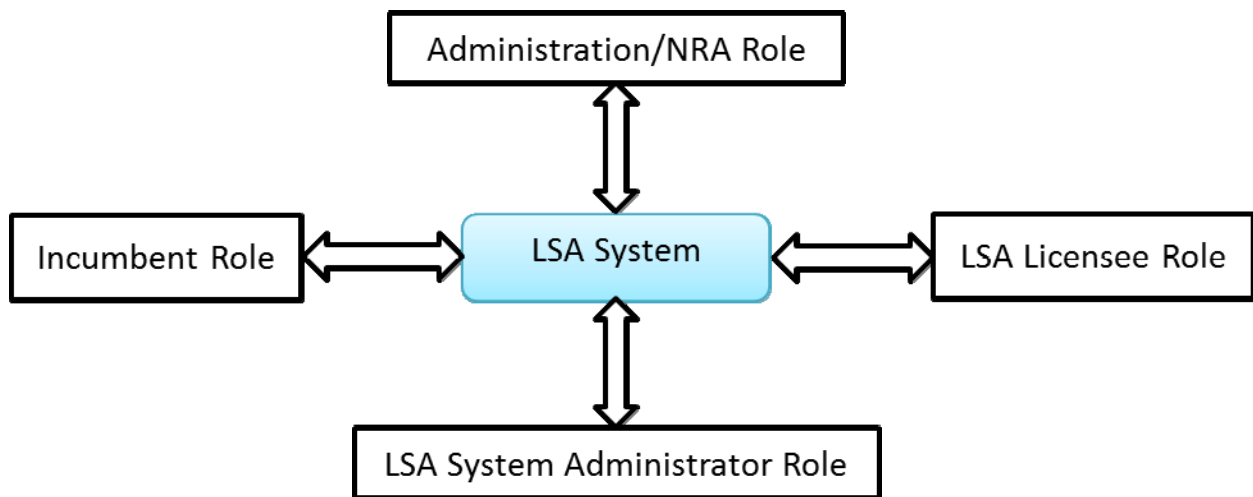 Administration/NRA Role
Incumbent Role
LSA System
LSA Licensee Role
LSA System Administrator Role